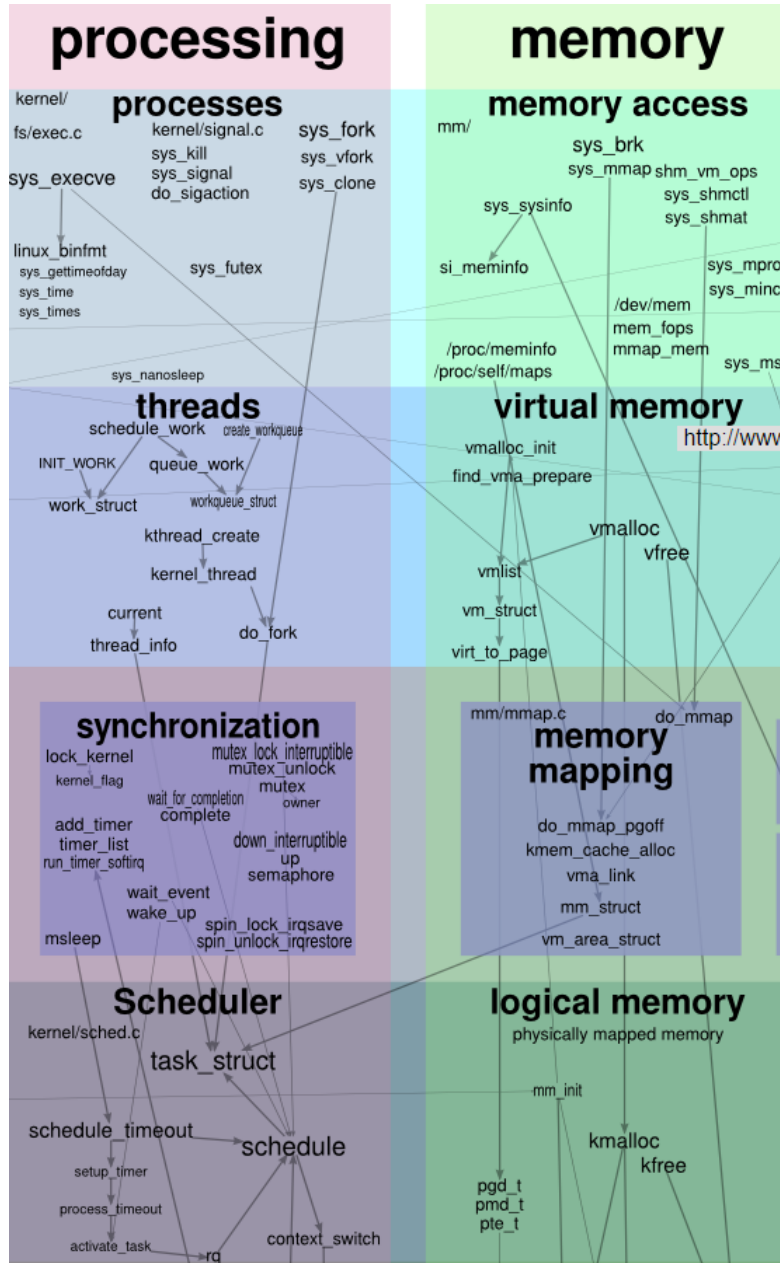 processing
processes
kernel/
fs/exec.c
kernel/signal.c
sys_kill
sys_signal
do_sigaction
sys_fork
sys_vfork
sys_clone
sys_execve
linux_binfmt
sys_gettimeofday
sys_time
sys_times
sys_futex
sys_nanosleep
threads
schedule_work
create_workqueue
INIT_WORK
queue_work
work_struct
workqueue_struct
kthread_create
kernel_thread
current
thread_info
do_fork
synchronization
lock_kernel
kernel_flag
mutex_lock_interruptible
mutex_unlock
mutex
owner
wait_for_completion
complete
add_timer
timer_list
run_timer_softirq
down_interruptible
up
semaphore
wait_event
wake_up
msleep
spin_lock_irqsave
spin_unlock_irqrestore
Scheduler
kernel/sched.c
task_struct
schedule_timeout
schedule
setup_timer
process_timeout
activate_task
rq
context_switch
memory
memory access
mm/
sys_brk
sys_mmap
shm_vm_ops
sys_shmctl
sys_shmat
sys_sysinfo
si_meminfo
sys_mpro
sys_minc
/dev/mem
mem_fops
mmap_mem
/proc/meminfo
/proc/self/maps
sys_ms
virtual memory
http://www
vmalloc_init
find_vma_prepare
vmalloc
vfree
vmlist
vm_struct
virt_to_page
mm/mmap.c
do_mmap
memory
mapping
do_mmap_pgoff
kmem_cache_alloc
vma_link
mm_struct
vm_area_struct
logical memory
physically mapped memory
mm_init
kmalloc
kfree
pgd_t
pmd_t
pte_t